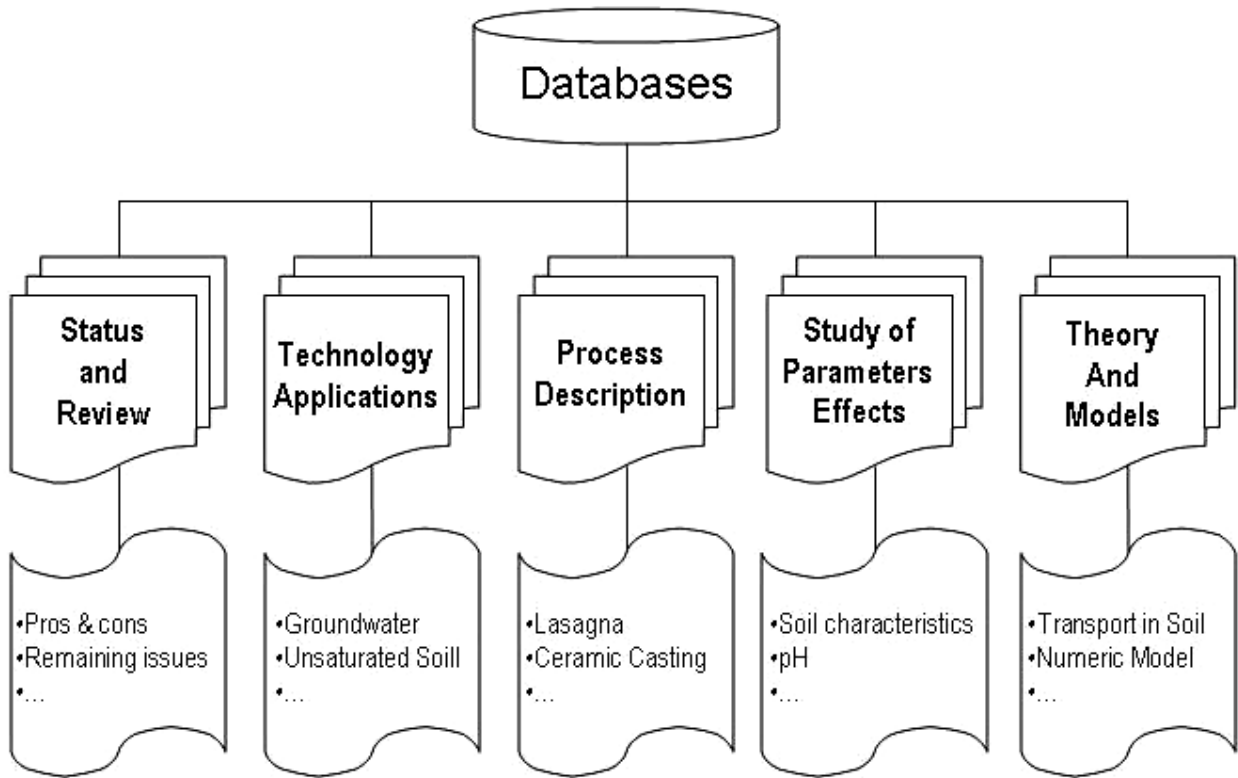 Databases
Status
and
Review
Technology
Applications
Process
Description
Study of
Parameters
Effects
Theory
And
Models
•Pros & cons
•Remaining issues
•...
•Groundwater
•Unsaturated Soill
•...
•Lasagna
•Ceramic Casting
•...
•Soil characteristics
•pH
•...
•Transport in Soil
•Numeric Model
•...